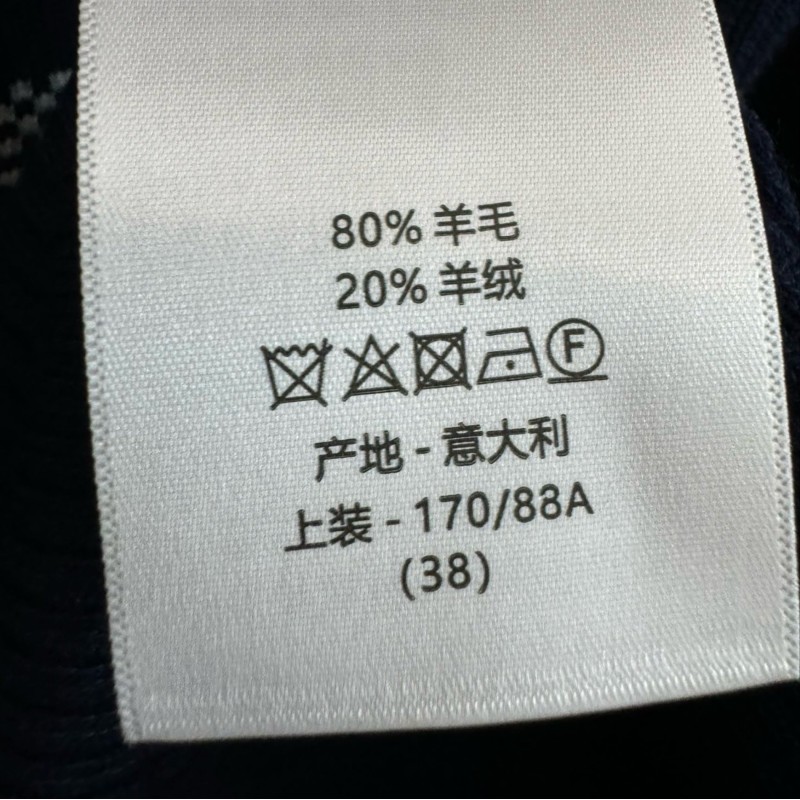 80% 羊毛
20% 羊绒
F
产地 - 意大利
上装 - 170/88A
(38)